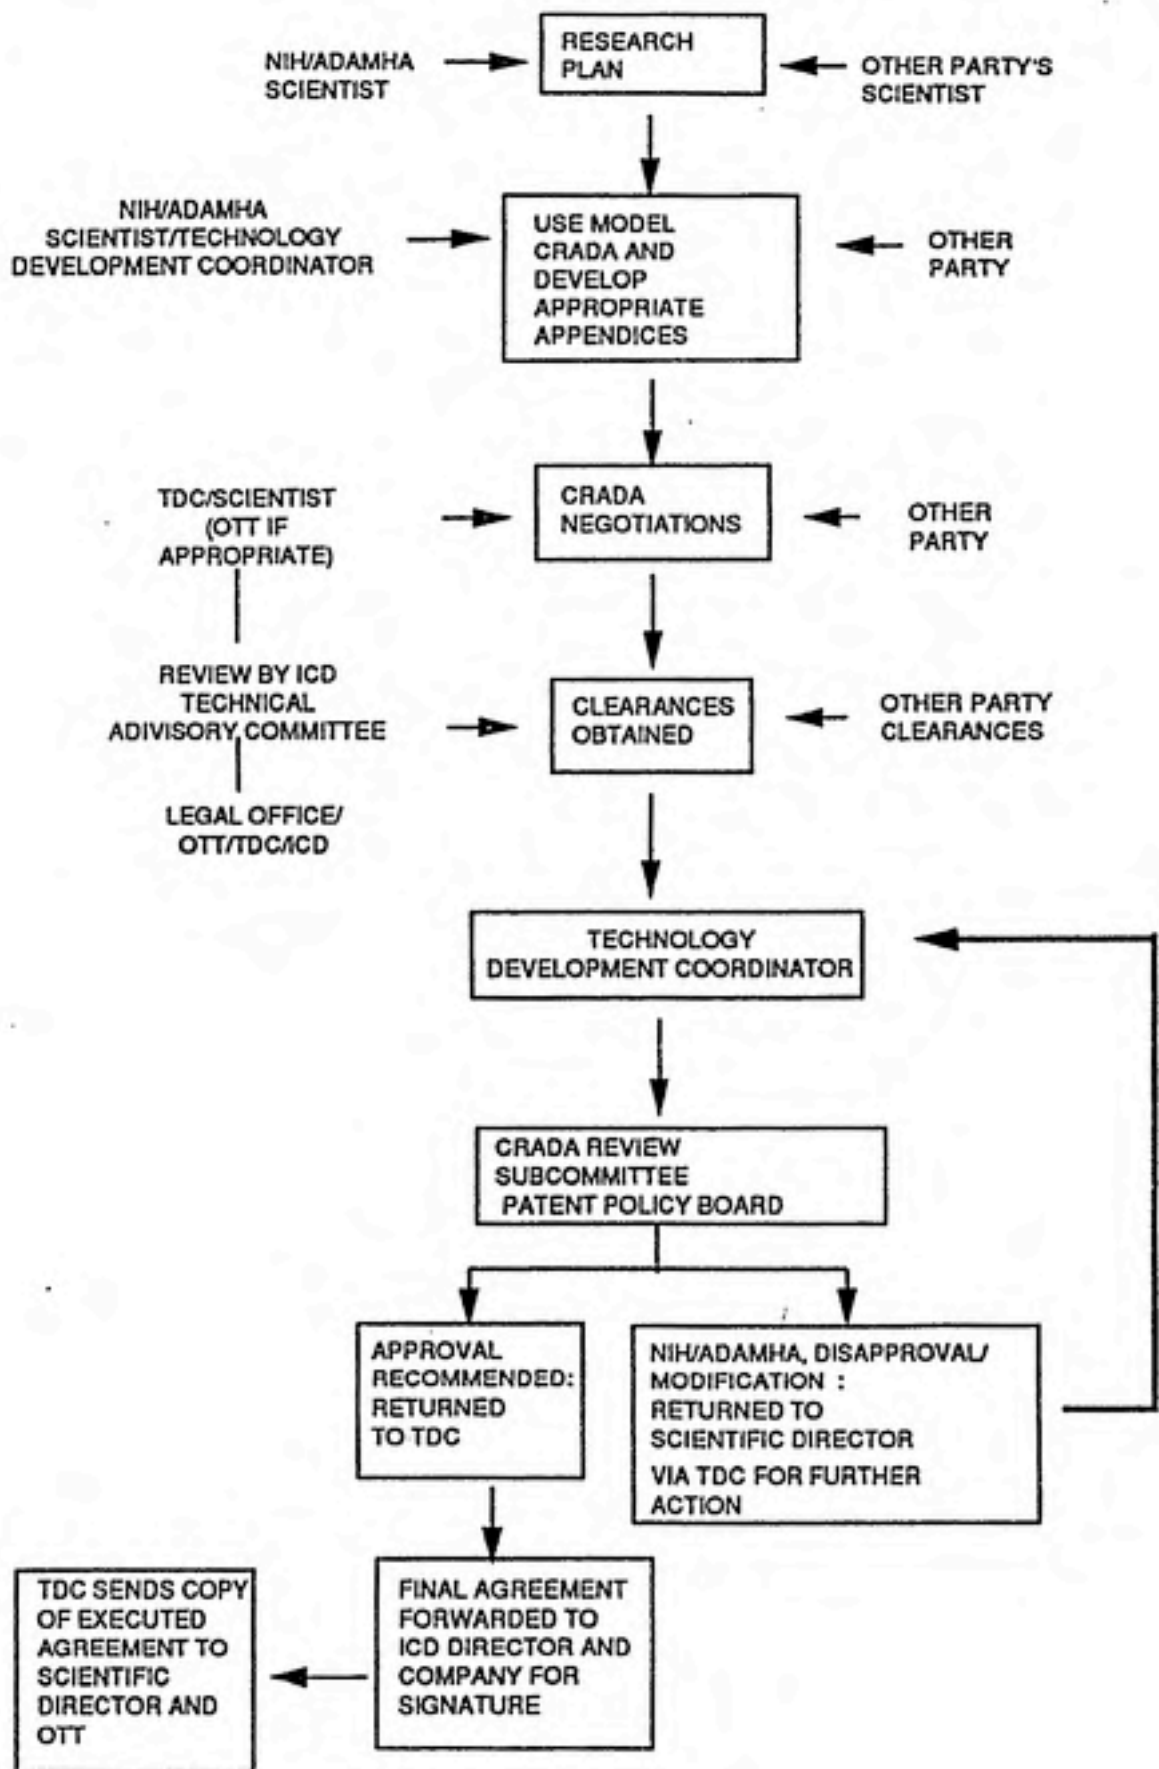 RESEARCH
PLAN
NIH/ADAMHA
SCIENTIST
OTHER PARTY'S
SCIENTIST
NIH/ADAMHA
SCIENTIST/TECHNOLOGY
DEVELOPMENT COORDINATOR
USE MODEL
CRADA AND
DEVELOP
APPROPRIATE
APPENDICES
OTHER
PARTY
TDC/SCIENTIST
(OTT IF
APPROPRIATE)
CRADA
NEGOTIATIONS
OTHER
PARTY
REVIEW BY ICD
TECHNICAL
ADIVISORY COMMITTEE
CLEARANCES
OBTAINED
OTHER PARTY
CLEARANCES
LEGAL OFFICE/
OTT/TDC/ICD
TECHNOLOGY
DEVELOPMENT COORDINATOR
CRADA REVIEW
SUBCOMMITTEE
PATENT POLICY BOARD
APPROVAL
RECOMMENDED:
RETURNED
TO TDC
NIH/ADAMHA, DISAPPROVAL/
MODIFICATION :
RETURNED TO
SCIENTIFIC DIRECTOR
VIA TDC FOR FURTHER
ACTION
TDC SENDS COPY
OF EXECUTED
AGREEMENT TO
SCIENTIFIC
DIRECTOR AND
OTT
FINAL AGREEMENT
FORWARDED TO
ICD DIRECTOR AND
COMPANY FOR
SIGNATURE